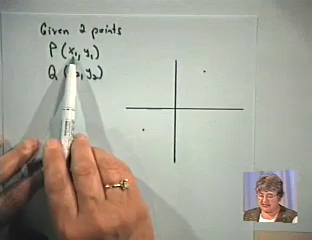 Given 2 points
P (x₁, y₁)
Q ( , y₂)